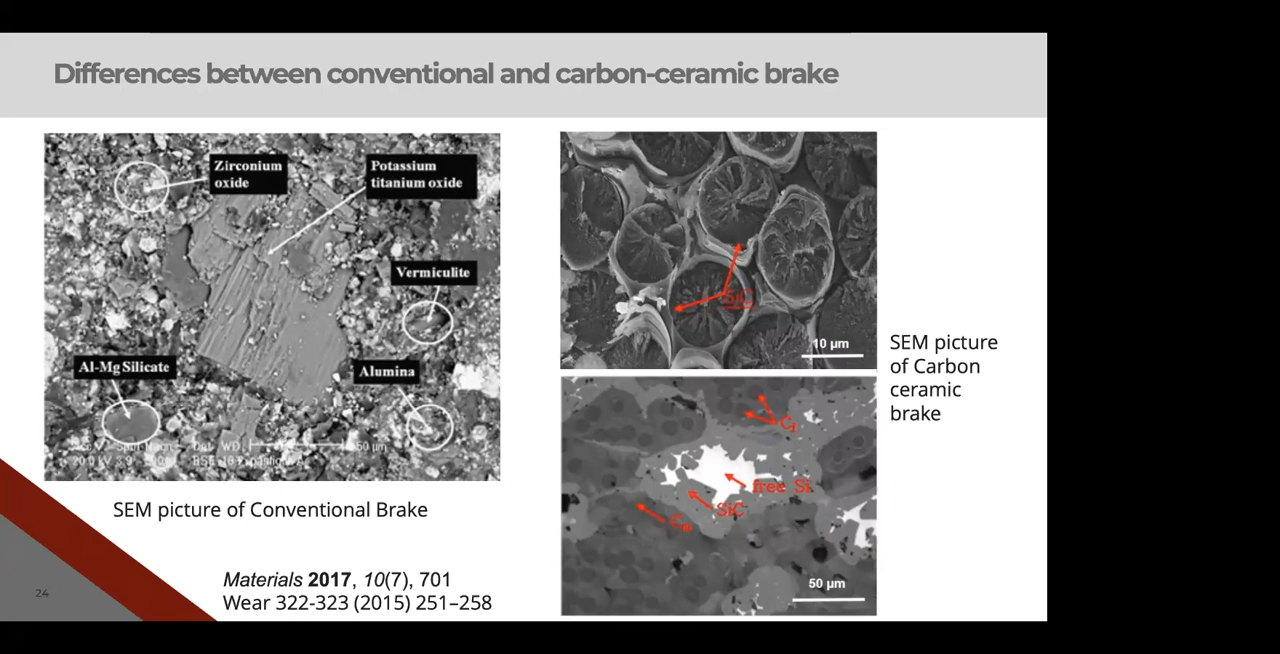 Differences between conventional and carbon-ceramic brake
Zirconium
oxide
Potassium
titanium oxide
Vermiculite
Al-Mg Silicate
Alumina
50 µm
SEM picture of Conventional Brake
SiC
10 µm
Cf
free Si
SiC
Cm
50 µm
SEM picture
of Carbon
ceramic
brake
Materials 2017, 10(7), 701
Wear 322-323 (2015) 251–258
24